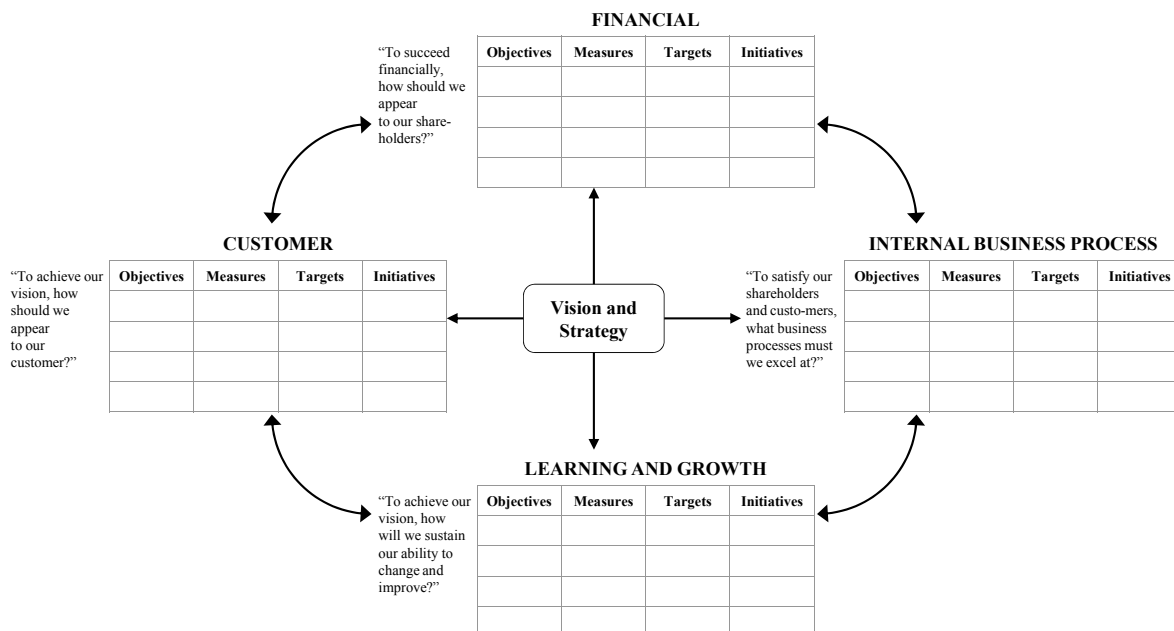 FINANCIAL
“To succeed
financially,
how should we
appear
to our share-
holders?”
Objectives Measures Targets Initiatives
CUSTOMER
“To achieve our
vision, how
should we
appear
to our
customer?”
Objectives Measures Targets Initiatives
Vision and
Strategy
INTERNAL BUSINESS PROCESS
“To satisfy our
shareholders
and custo-mers,
what business
processes must
we excel at?”
Objectives Measures Targets Initiatives
LEARNING AND GROWTH
“To achieve our
vision, how
will we sustain
our ability to
change and
improve?”
Objectives Measures Targets Initiatives